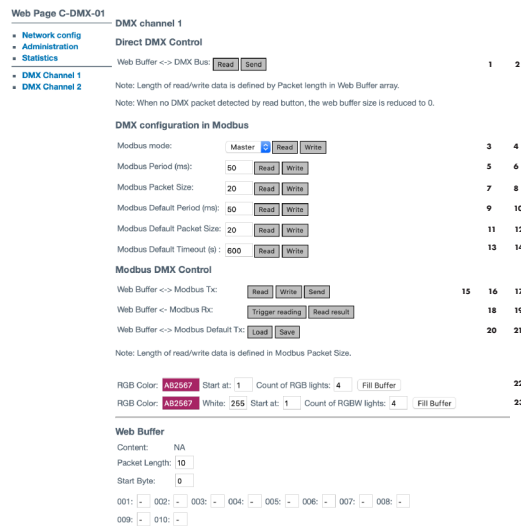 Web Page C-DMX-01
Network config
Administration
Statistics
DMX Channel 1
DMX Channel 2
DMX channel 1
Direct DMX Control
Web Buffer <-> DMX Bus: Read Send 1 2
Note: Length of read/write data is defined by Packet length in Web Buffer array.
Note: When no DMX packet detected by read button, the web buffer size is reduced to 0.
DMX configuration in Modbus
Modbus mode: Master Read Write 3 4
Modbus Period (ms): 50 Read Write 5 6
Modbus Packet Size: 20 Read Write 7 8
Modbus Default Period (ms): 50 Read Write 9 10
Modbus Default Packet Size: 20 Read Write 11 12
Modbus Default Timeout (s) : 600 Read Write 13 14
Modbus DMX Control
Web Buffer <-> Modbus Tx: Read Write Send 15 16 17
Web Buffer <- Modbus Rx: Trigger reading Read result 18 19
Web Buffer <-> Modbus Default Tx: Load Save 20 21
Note: Length of read/write data is defined in Modbus Packet Size.
RGB Color: AB2567 Start at: 1 Count of RGB lights: 4 Fill Buffer 22
RGB Color: AB2567 White: 255 Start at: 1 Count of RGBW lights: 4 Fill Buffer 23
Web Buffer
Content: NA
Packet Length: 10
Start Byte: 0
001: - 002: - 003: - 004: - 005: - 006: - 007: - 008: -
009: - 010: -